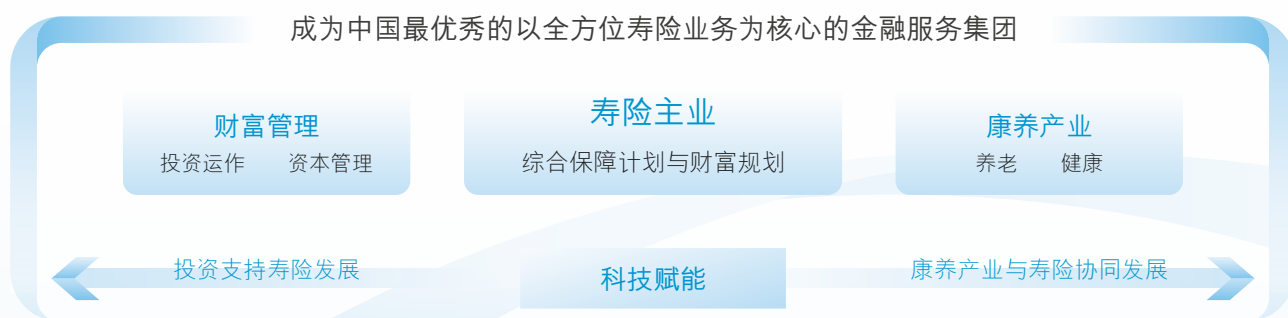 成为中国最优秀的以全方位寿险业务为核心的金融服务集团
财富管理
投资运作 资本管理
寿险主业
综合保障计划与财富规划
康养产业
养老 健康
投资支持寿险发展
科技赋能
康养产业与寿险协同发展